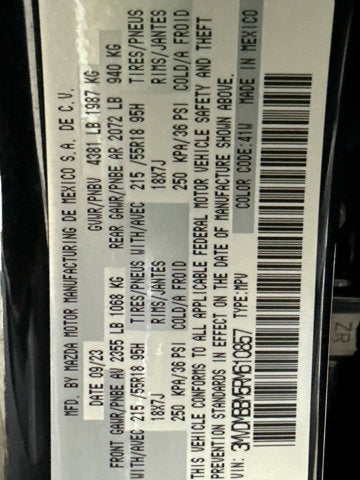 MFD. BY MAZDA MOTOR MANUFACTURING DE MEXICO S.A. DE C.V.
DATE 09/23 GVWR/PNBV 4381 LB 1987 KG
FRONT GAWR/PNBE AV 2355 LB 1068 KG REAR GAWR/PNBE AR 2072 LB 940 KG
WITH/AVEC 215 /55R18 95H TIRES/PNEUS WITH/AVEC 215 /55R18 95H TIRES/PNEUS
18X7J RIMS/JANTES 18X7J RIMS/JANTES
250 KPA/36 PSI COLD/A FROID 250 KPA/36 PSI COLD/A FROID
THIS VEHICLE CONFORMS TO ALL APPLICABLE FEDERAL MOTOR VEHICLE SAFETY AND THEFT
PREVENTION STANDARDS IN EFFECT ON THE DATE OF MANUFACTURE SHOWN ABOVE.
VIN: 3MVDMBBM5RM610857 TYPE:MPV COLOR CODE:41W MADE IN MEXICO